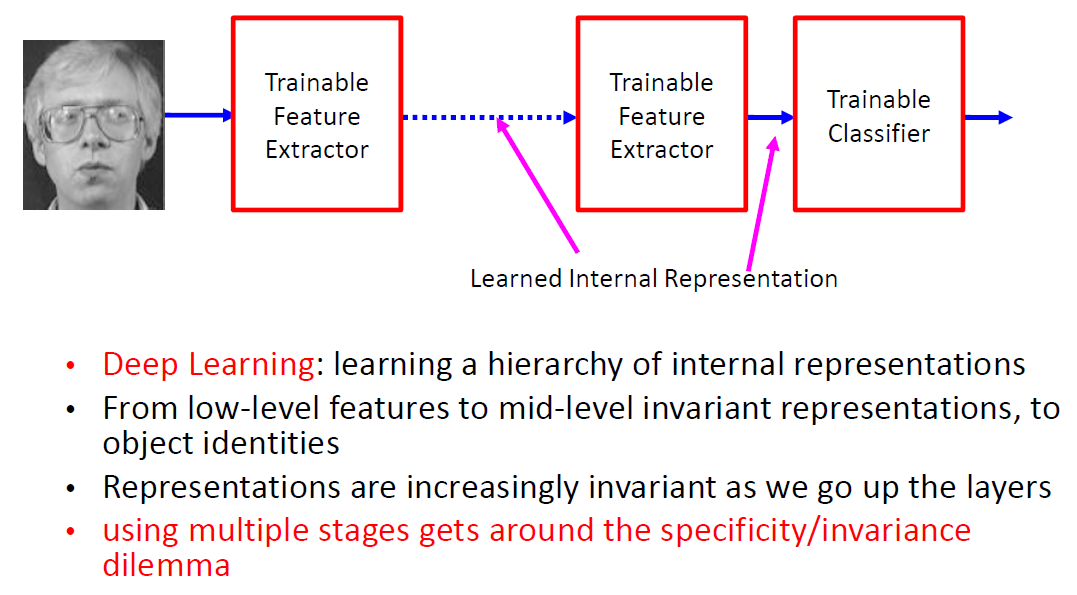 Trainable
Feature
Extractor
Trainable
Feature
Extractor
Trainable
Classifier
Learned Internal Representation
• Deep Learning: learning a hierarchy of internal representations
• From low-level features to mid-level invariant representations, to
object identities
• Representations are increasingly invariant as we go up the layers
• using multiple stages gets around the specificity/invariance
dilemma